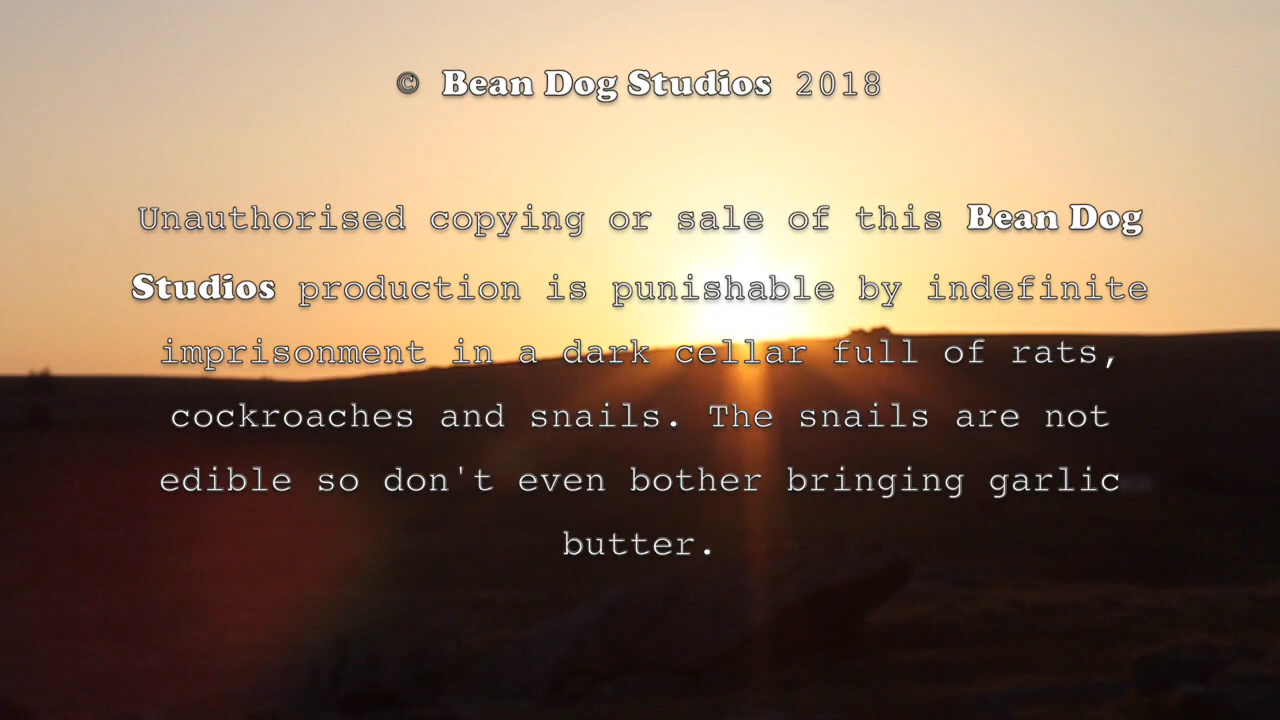 © Bean Dog Studios 2018
Unauthorised copying or sale of this Bean Dog
Studios production is punishable by indefinite
imprisonment in a dark cellar full of rats,
cockroaches and snails. The snails are not
edible so don't even bother bringing garlic
butter.